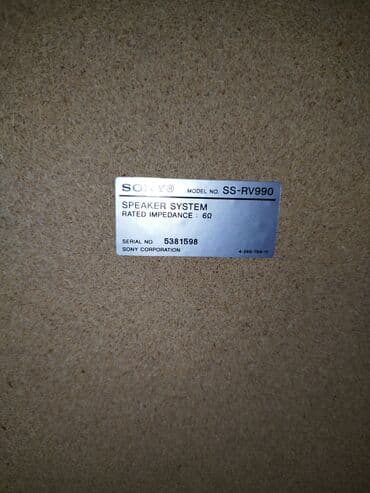 SONY® MODEL NO. SS-RV990
SPEAKER SYSTEM
RATED IMPEDANCE : 6Ω
SERIAL NO 5381598
SONY CORPORATION